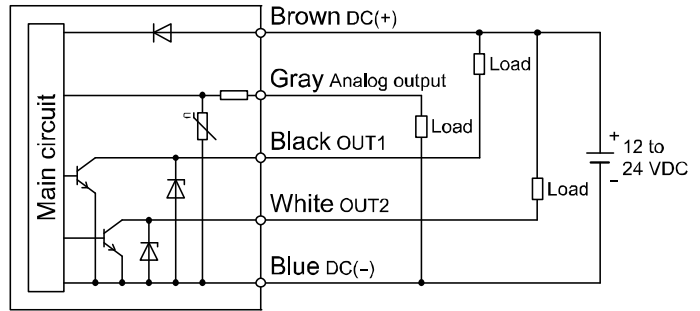 Brown DC(+)
Gray Analog output
Load
Load
Black OUT1
Main circuit
U
+
12 to
24 VDC
−
White OUT2
Load
Blue DC(−)